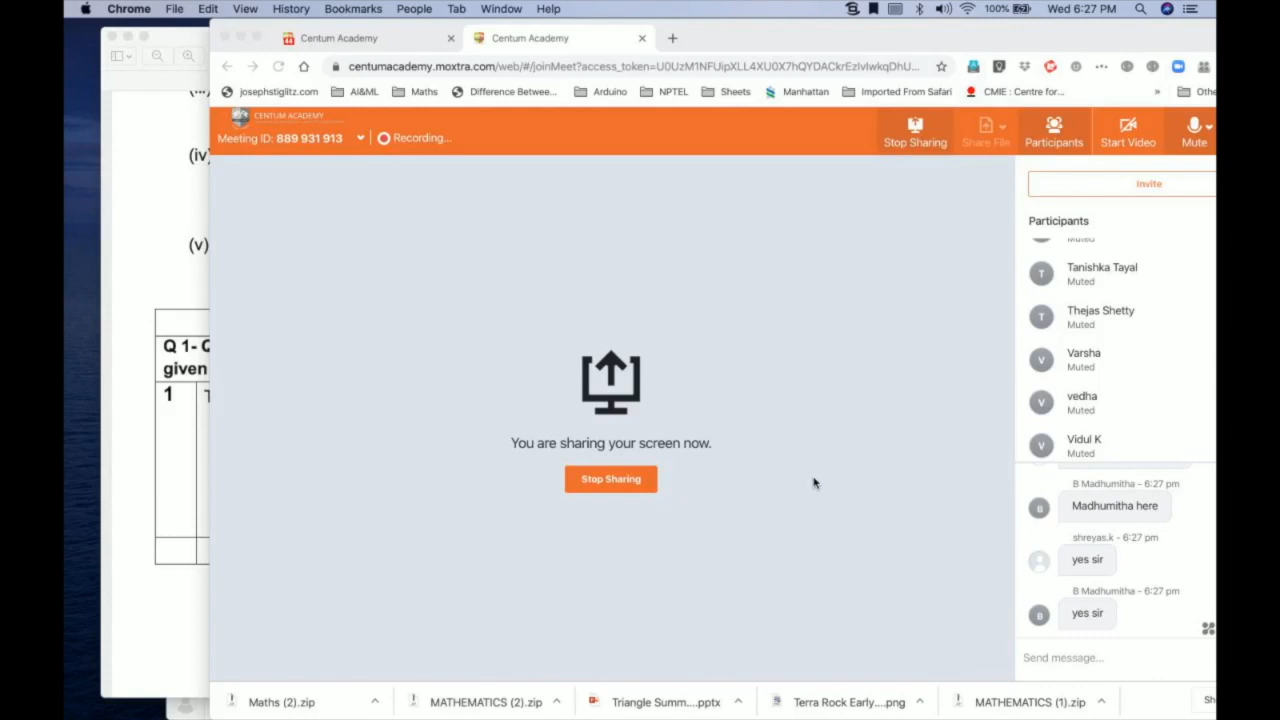 Chrome File Edit View History Bookmarks People Tab Window Help 100% Wed 6:27 PM
Centum Academy Centum Academy
centumacademy.moxtra.com/web/#/joinMeet?access_token=U0UzM1NFUipXLL4XU0X7hQYDACkrEzIvIwkqDhU...
josephstiglitz.com AI&ML Maths Difference Betwee... Arduino NPTEL Sheets Manhattan Imported From Safari CMIE : Centre for... » Othe
CENTUM ACADEMY
Meeting ID: 889 931 913 Recording...
Stop Sharing Share File Participants Start Video Mute
(iv)
(v)
Q 1-
given
1
You are sharing your screen now.
Stop Sharing
Invite
Participants
Muted
T Tanishka Tayal
Muted
T Thejas Shetty
Muted
V Varsha
Muted
V vedha
Muted
V Vidul K
Muted
B Madhumitha - 6:27 pm
B Madhumitha here
shreyas.k - 6:27 pm
yes sir
B Madhumitha - 6:27 pm
B yes sir
Send message...
Maths (2).zip MATHEMATICS (2).zip Triangle Summ....pptx Terra Rock Early....png MATHEMATICS (1).zip Sh